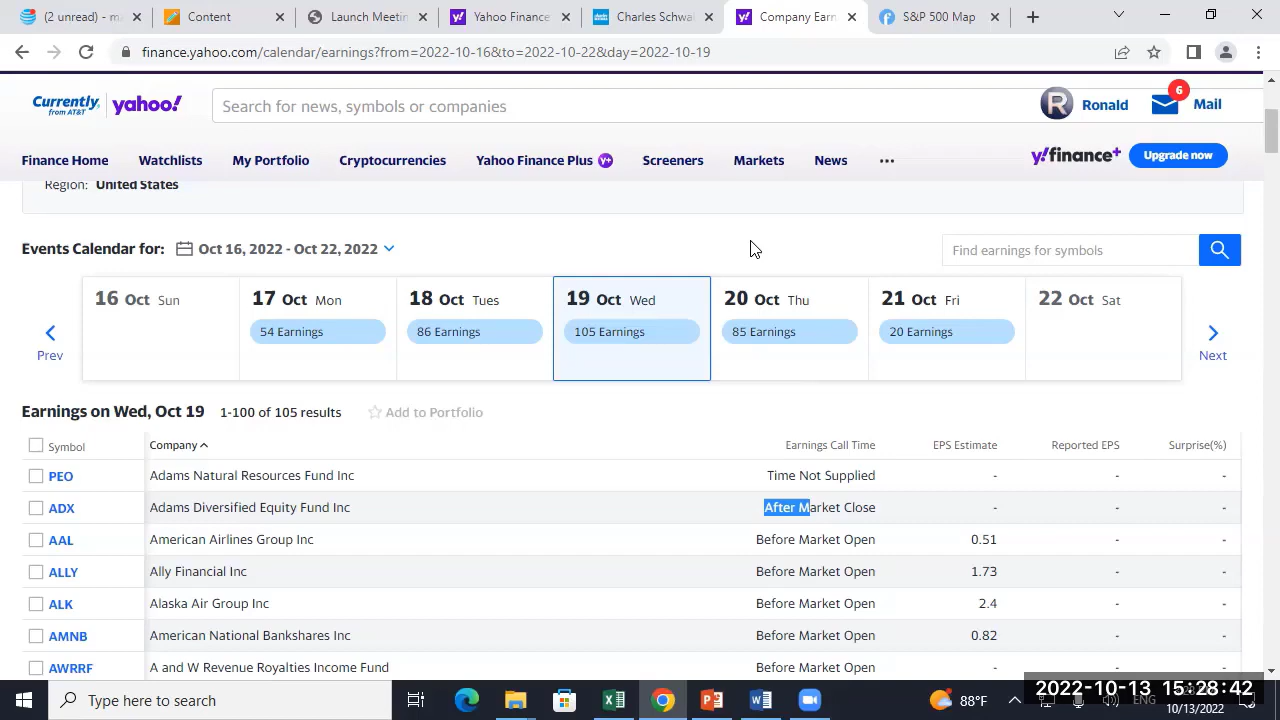 (2 unread) - ma
Content
Launch Meetin
Yahoo Finance
Charles Schwa
Company Earn
S&P 500 Map
finance.yahoo.com/calendar/earnings?from=2022-10-16&to=2022-10-22&day=2022-10-19
Currently, from AT&T
yahoo!
Search for news, symbols or companies
R
Ronald
6
Mail
Finance Home
Watchlists
My Portfolio
Cryptocurrencies
Yahoo Finance Plus Y+
Screeners
Markets
News
...
y!finance+
Upgrade now
Region: United States
Events Calendar for: Oct 16, 2022 - Oct 22, 2022
Find earnings for symbols
16 Oct Sun
17 Oct Mon
18 Oct Tues
19 Oct Wed
20 Oct Thu
21 Oct Fri
22 Oct Sat
54 Earnings
86 Earnings
105 Earnings
85 Earnings
20 Earnings
Prev
Next
Earnings on Wed, Oct 19 1-100 of 105 results Add to Portfolio
Symbol Company Earnings Call Time EPS Estimate Reported EPS Surprise(%)
PEO Adams Natural Resources Fund Inc Time Not Supplied - - -
ADX Adams Diversified Equity Fund Inc After Market Close - - -
AAL American Airlines Group Inc Before Market Open 0.51 - -
ALLY Ally Financial Inc Before Market Open 1.73 - -
ALK Alaska Air Group Inc Before Market Open 2.4 - -
AMNB American National Bankshares Inc Before Market Open 0.82 - -
AWRRF A and W Revenue Royalties Income Fund Before Market Open - - -
Type here to search
88°F
ENG
2022-10-13 15:28:42
10/13/2022